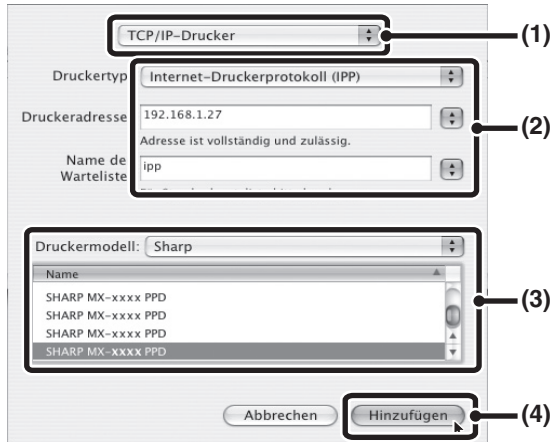 TCP/IP-Drucker
(1)
Druckertyp
Internet-Druckerprotokoll (IPP)
Druckeradresse
192.168.1.27
(2)
Adresse ist vollständig und zulässig.
Name de
Warteliste
ipp
Druckermodell: Sharp
Name
SHARP MX-xxxx PPD
SHARP MX-xxxx PPD
(3)
SHARP MX-xxxx PPD
SHARP MX-xxxx PPD
Abbrechen
Hinzufügen
(4)